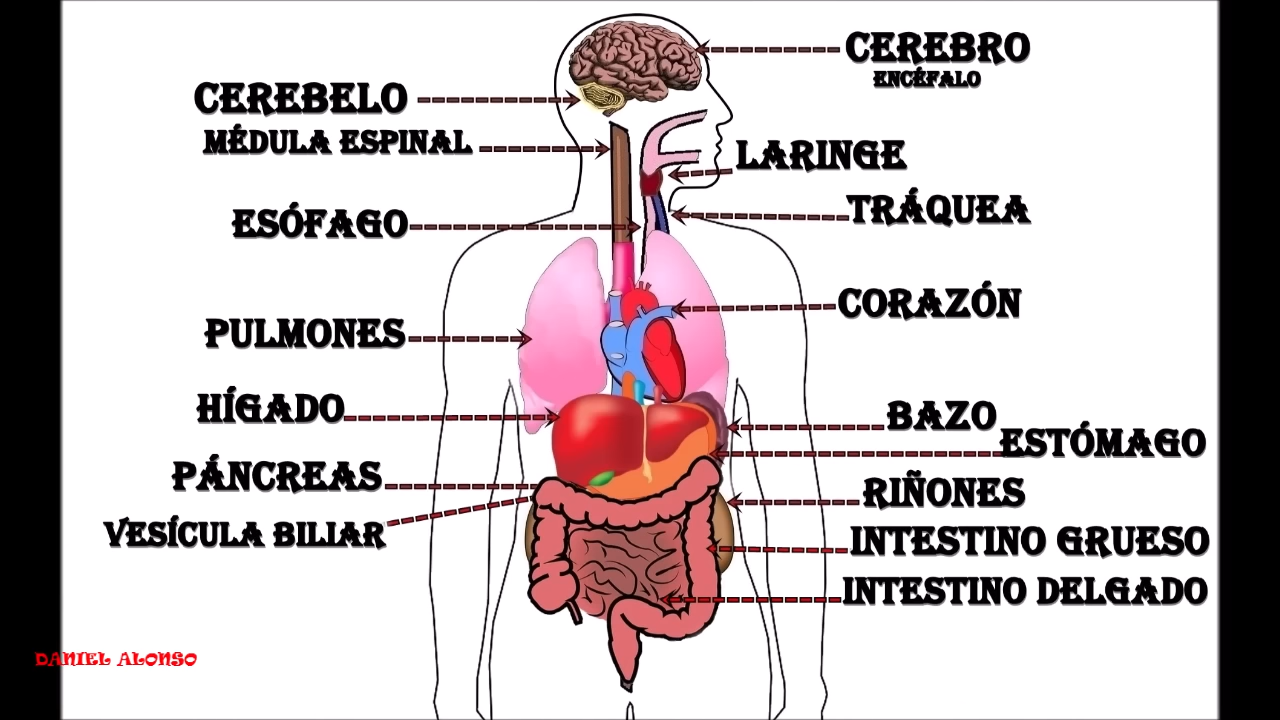 CEREBRO
ENCÉFALO
CEREBELO
MÉDULA ESPINAL
LARINGE
TRÁQUEA
ESÓFAGO
CORAZÓN
PULMONES
HÍGADO
BAZO
ESTÓMAGO
PÁNCREAS
RIÑONES
VESÍCULA BILIAR
INTESTINO GRUESO
INTESTINO DELGADO
DANIEL ALONSO